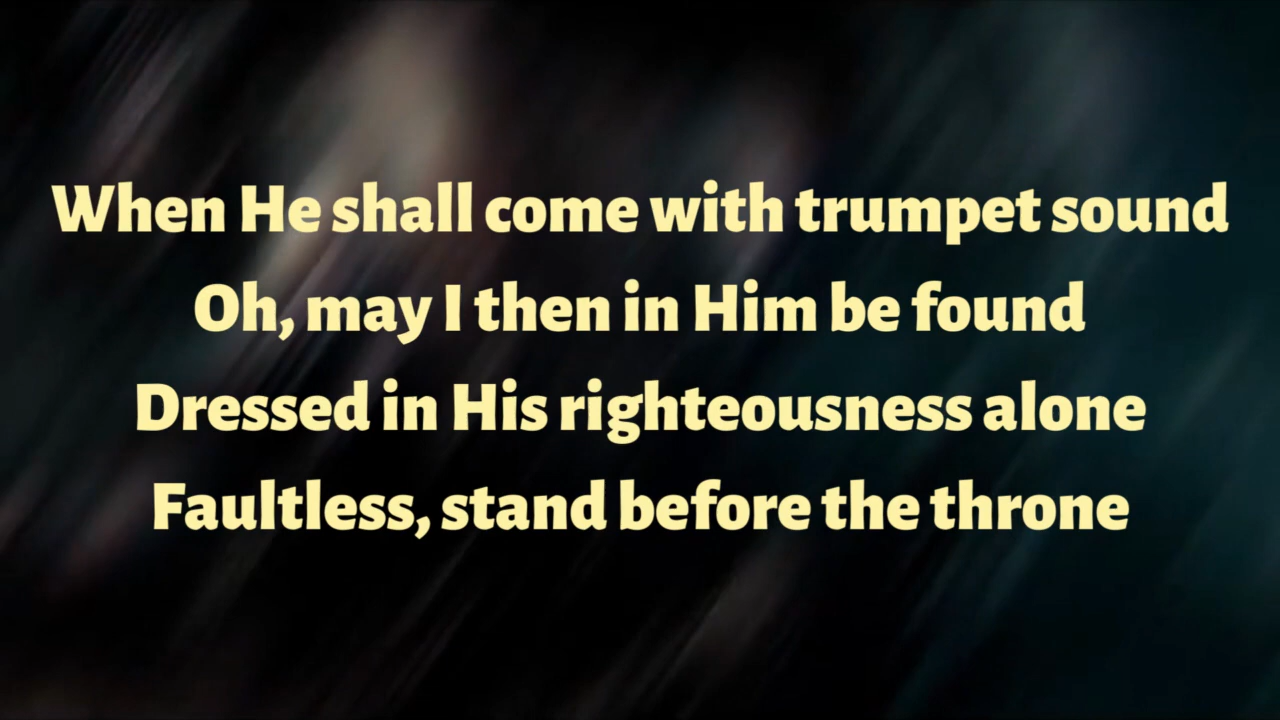 When He shall come with trumpet sound
Oh, may I then in Him be found
Dressed in His righteousness alone
Faultless, stand before the throne